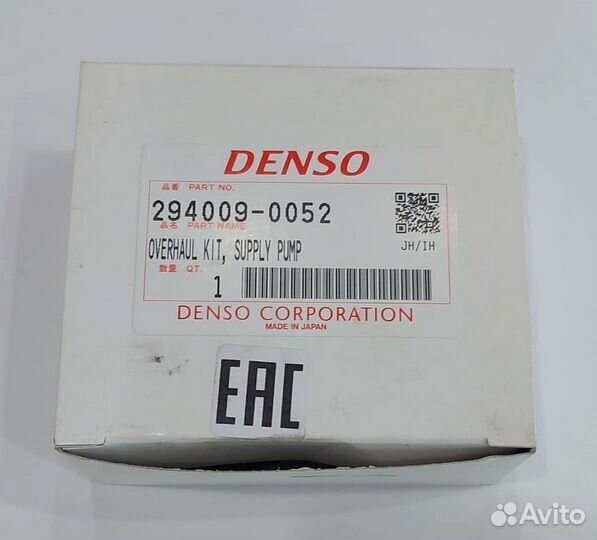 DENSO
品番 PART NO.
294009-0052
品名 PART NAME
OVERHAUL KIT, SUPPLY PUMP
JH/IH
数量 QT.
1
DENSO CORPORATION
MADE IN JAPAN
EAC
Avito